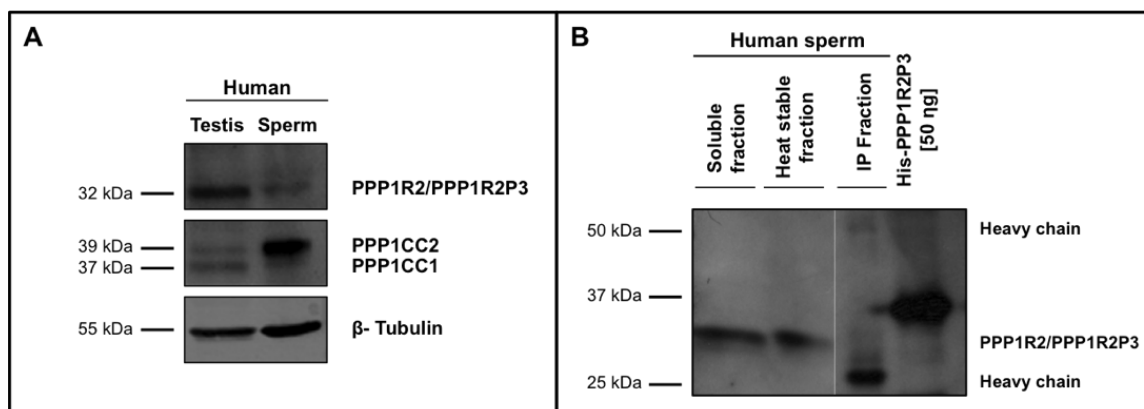 A
Human
Testis Sperm
32 kDa
PPP1R2/PPP1R2P3
39 kDa
PPP1CC2
37 kDa
PPP1CC1
55 kDa
β- Tubulin
B
Human sperm
Soluble
fraction
Heat stable
fraction
IP Fraction
His-PPP1R2P3
[50 ηg]
50 kDa
Heavy chain
37 kDa
PPP1R2/PPP1R2P3
25 kDa
Heavy chain